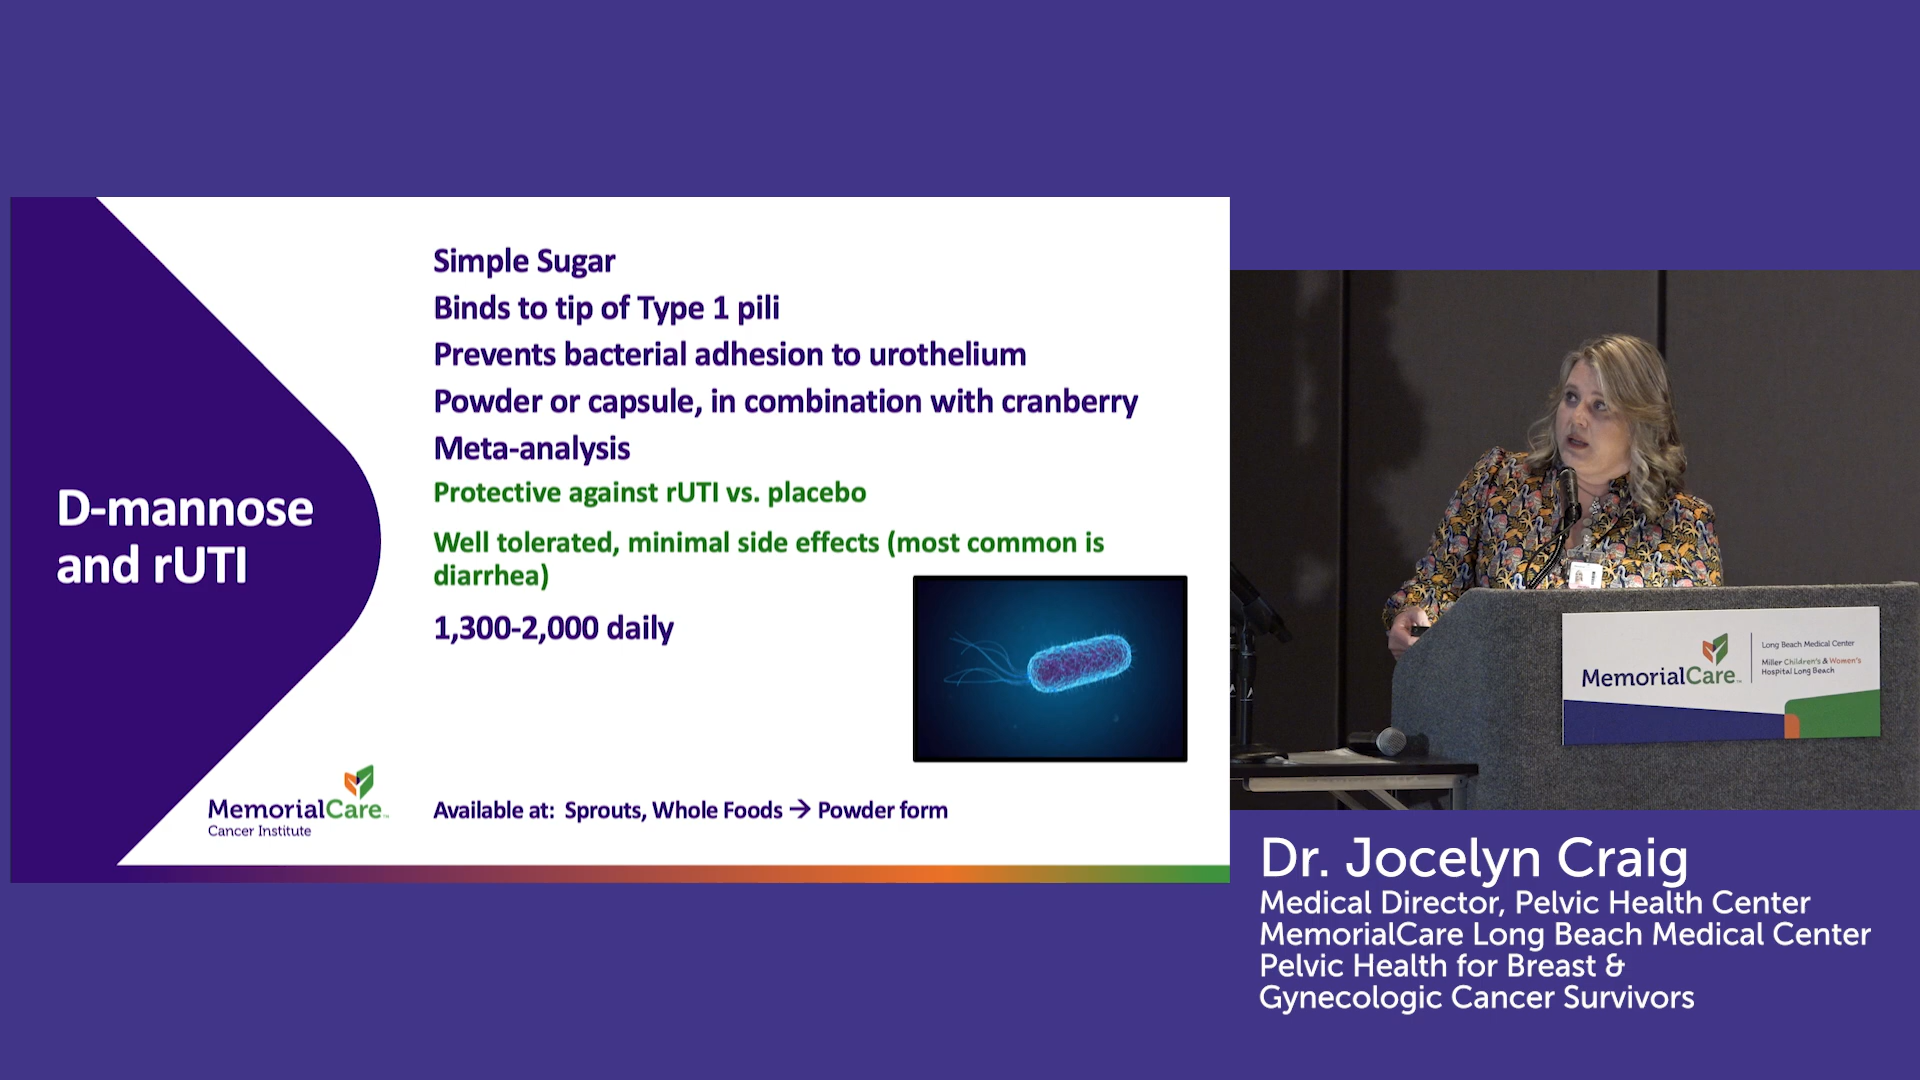 D-mannose
and rUTI
Simple Sugar
Binds to tip of Type 1 pili
Prevents bacterial adhesion to urothelium
Powder or capsule, in combination with cranberry
Meta-analysis
Protective against rUTI vs. placebo
Well tolerated, minimal side effects (most common is
diarrhea)
1,300-2,000 daily
Available at: Sprouts, Whole Foods → Powder form
MemorialCare™
Cancer Institute
MemorialCare™
Long Beach Medical Center
Miller Children's & Women's
Hospital Long Beach
Dr. Jocelyn Craig
Medical Director, Pelvic Health Center
MemorialCare Long Beach Medical Center
Pelvic Health for Breast &
Gynecologic Cancer Survivors